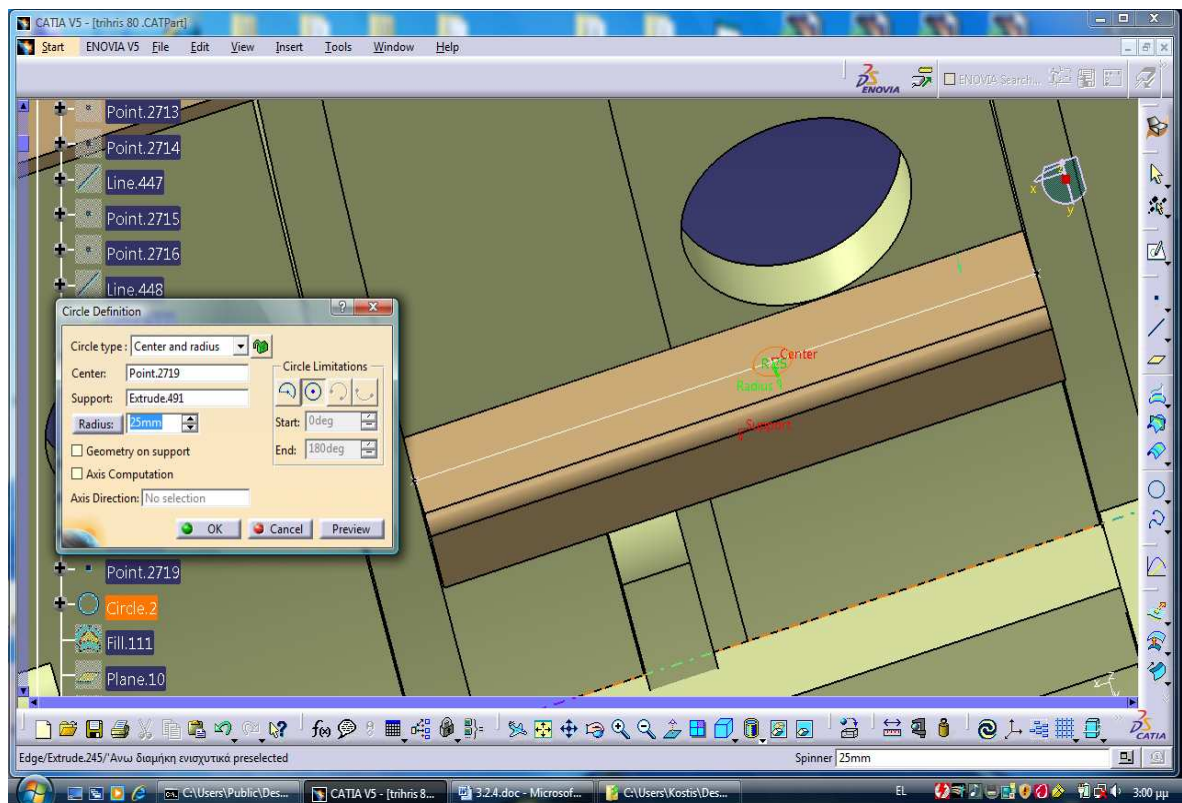 CATIA V5 - [trihris 80 .CATPart]
Start ENOVIA V5 File Edit View Insert Tools Window Help
ENOVIA
ENOVIA Search...
Point.2713
Point.2714
Line.447
Point.2715
Point.2716
Line.448
x
y
Circle Definition
Circle type : Center and radius
Center: Point.2719
Support: Extrude.491
Radius: 25mm
Geometry on support
Axis Computation
Axis Direction: No selection
Circle Limitations
Start: 0deg
End: 180deg
OK Cancel Preview
Center
Radius
Support
Point.2719
Circle.2
Fill.111
Plane.10
f(x)
CATIA
Edge/Extrude.245/"Ανω διαμήκη ενισχυτικά preselected
Spinner 25mm
C:\Users\Public\Des...
CATIA V5 - [trihris 8...
3.2.4.doc - Microsof...
C:\Users\Kostis\Des...
EL
3:00 μμ